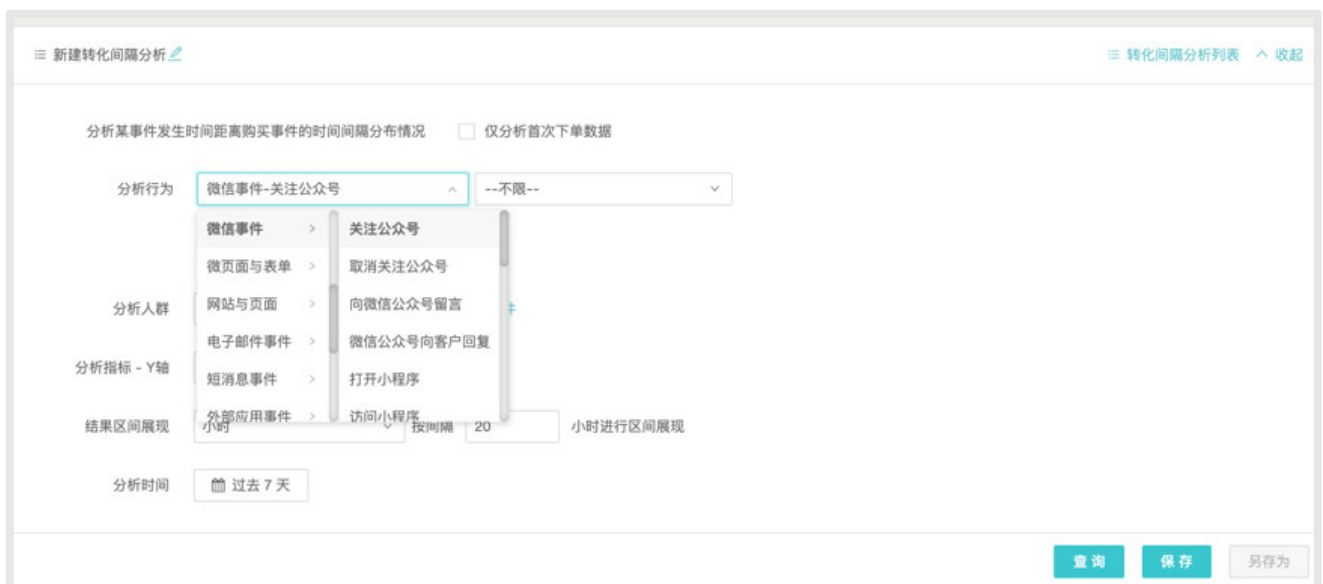 新建转化间隔分析
转化间隔分析列表 收起
分析某事件发生时间距离购买事件的时间间隔分布情况 仅分析首次下单数据
分析行为 微信事件-关注公众号 --不限--
微信事件 关注公众号
微页面与表单 取消关注公众号
分析人群 网站与页面 向微信公众号留言
电子邮件事件 微信公众号向客户回复
分析指标 - Y轴 短消息事件 打开小程序
外部应用事件 访问小程序
结果区间展现 小时 按间隔 20 小时进行区间展现
分析时间 过去 7 天
查询 保存 另存为